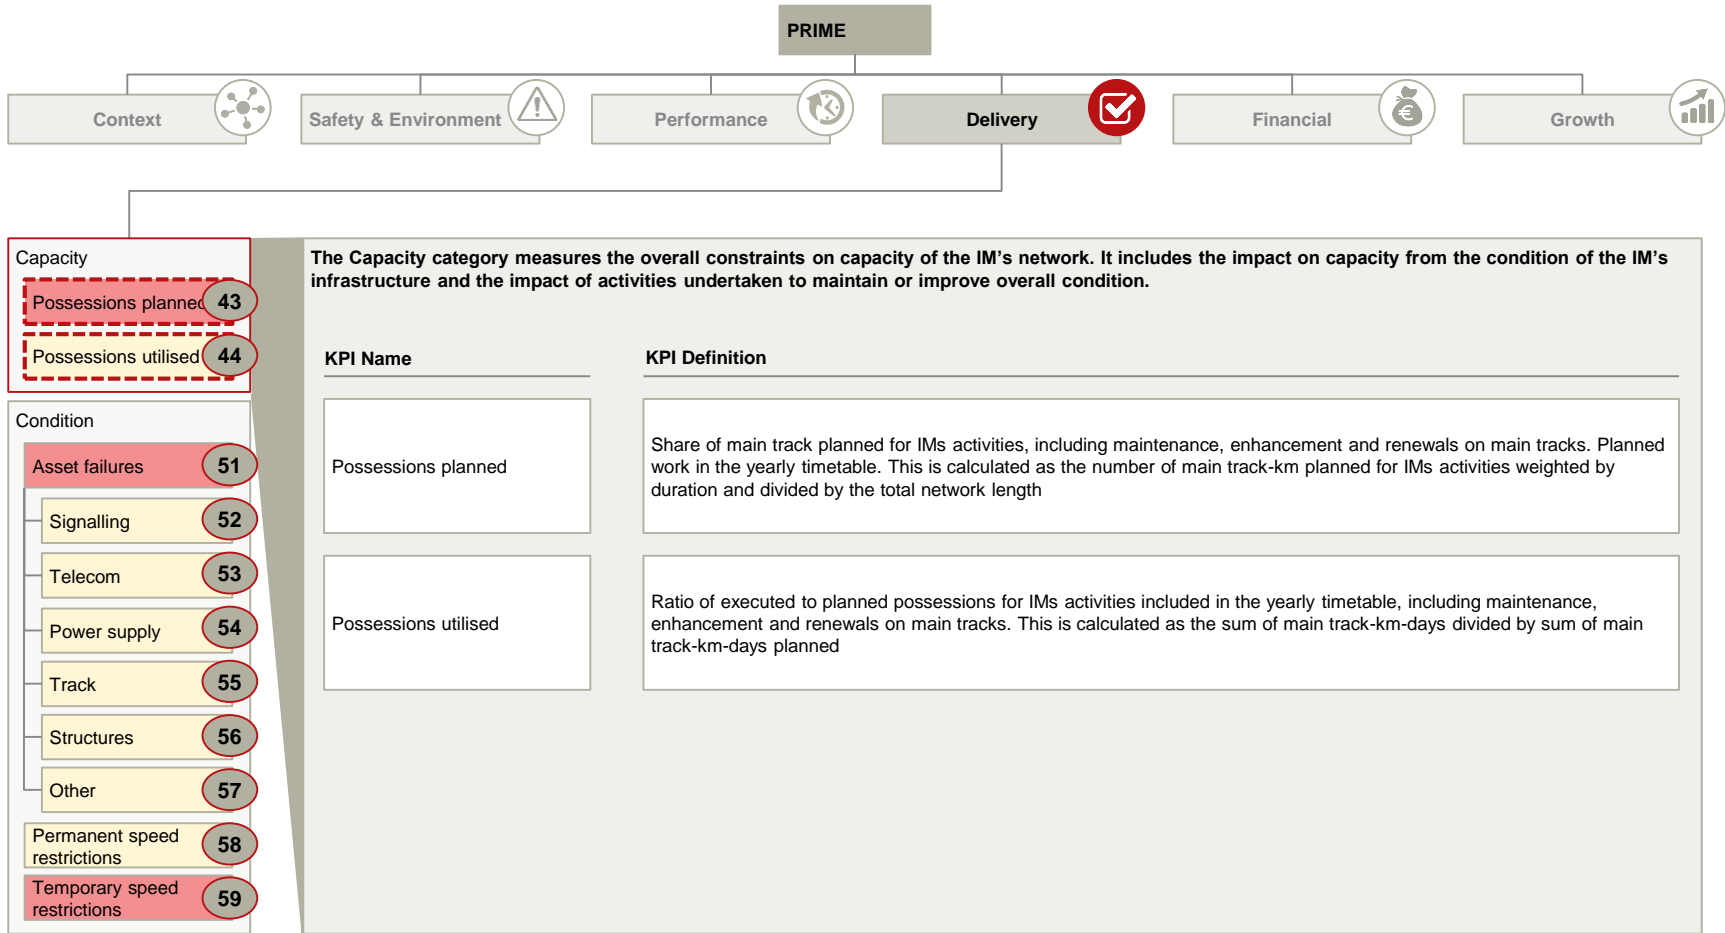 PRIME
Context
Safety & Environment
Performance
Delivery
Financial
Growth
Capacity
Possessions planned 43
Possessions utilised 44
Condition
Asset failures 51
Signalling 52
Telecom 53
Power supply 54
Track 55
Structures 56
Other 57
Permanent speed
restrictions 58
Temporary speed
restrictions 59
The Capacity category measures the overall constraints on capacity of the IM’s network. It includes the impact on capacity from the condition of the IM’s
infrastructure and the impact of activities undertaken to maintain or improve overall condition.
KPI Name
KPI Definition
Possessions planned
Share of main track planned for IMs activities, including maintenance, enhancement and renewals on main tracks. Planned
work in the yearly timetable. This is calculated as the number of main track-km planned for IMs activities weighted by
duration and divided by the total network length
Possessions utilised
Ratio of executed to planned possessions for IMs activities included in the yearly timetable, including maintenance,
enhancement and renewals on main tracks. This is calculated as the sum of main track-km-days divided by sum of main
track-km-days planned